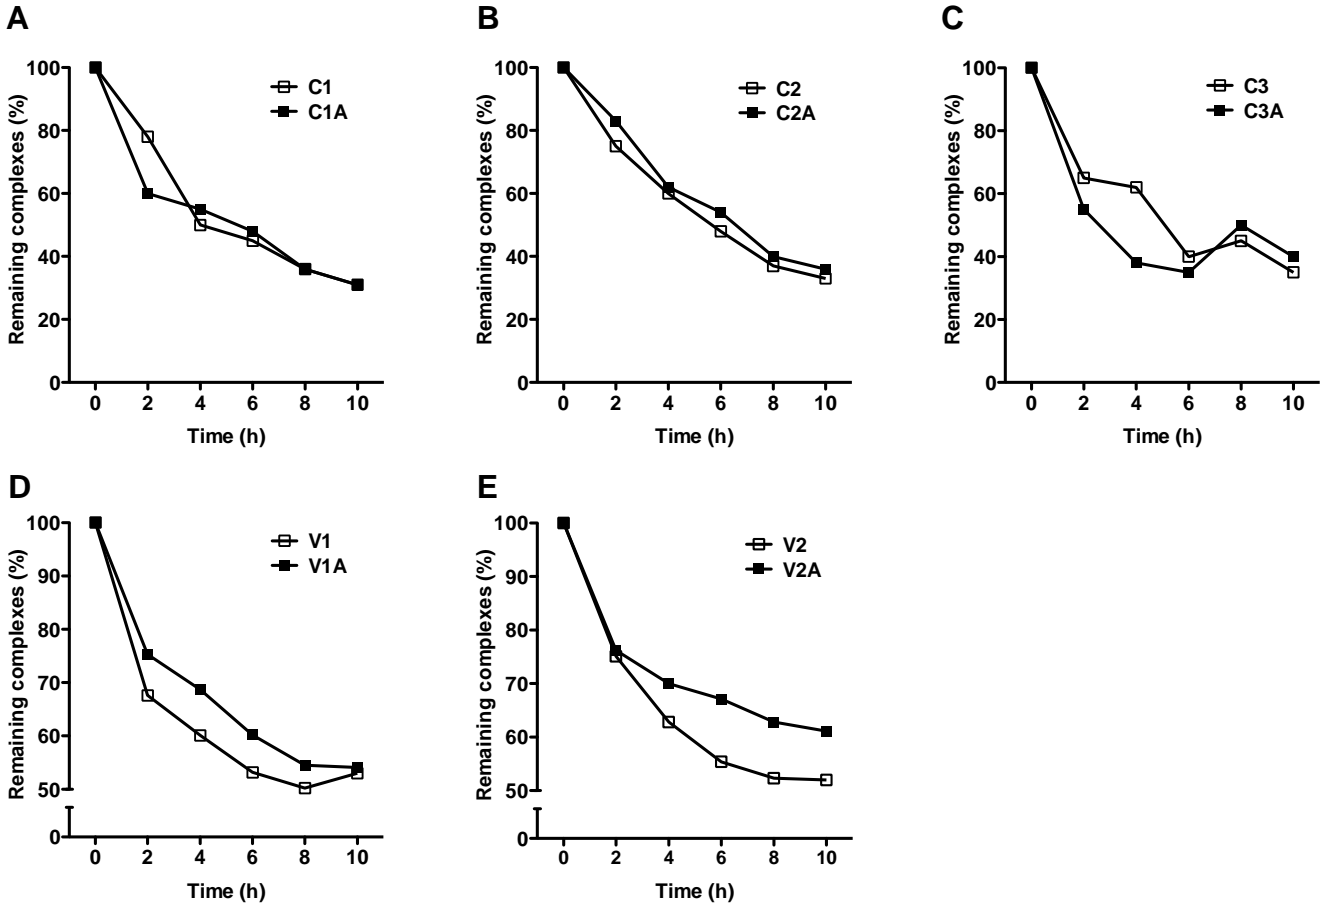 A
Remaining complexes (%)
100
80
60
40
20
0
C1
C1A
0 2 4 6 8 10
Time (h)
B
Remaining complexes (%)
100
80
60
40
20
0
C2
C2A
0 2 4 6 8 10
Time (h)
C
Remaining complexes (%)
100
80
60
40
20
0
C3
C3A
0 2 4 6 8 10
Time (h)
D
Remaining complexes (%)
100
90
80
70
60
50
0
V1
V1A
0 2 4 6 8 10
Time (h)
E
Remaining complexes (%)
100
90
80
70
60
50
0
V2
V2A
0 2 4 6 8 10
Time (h)